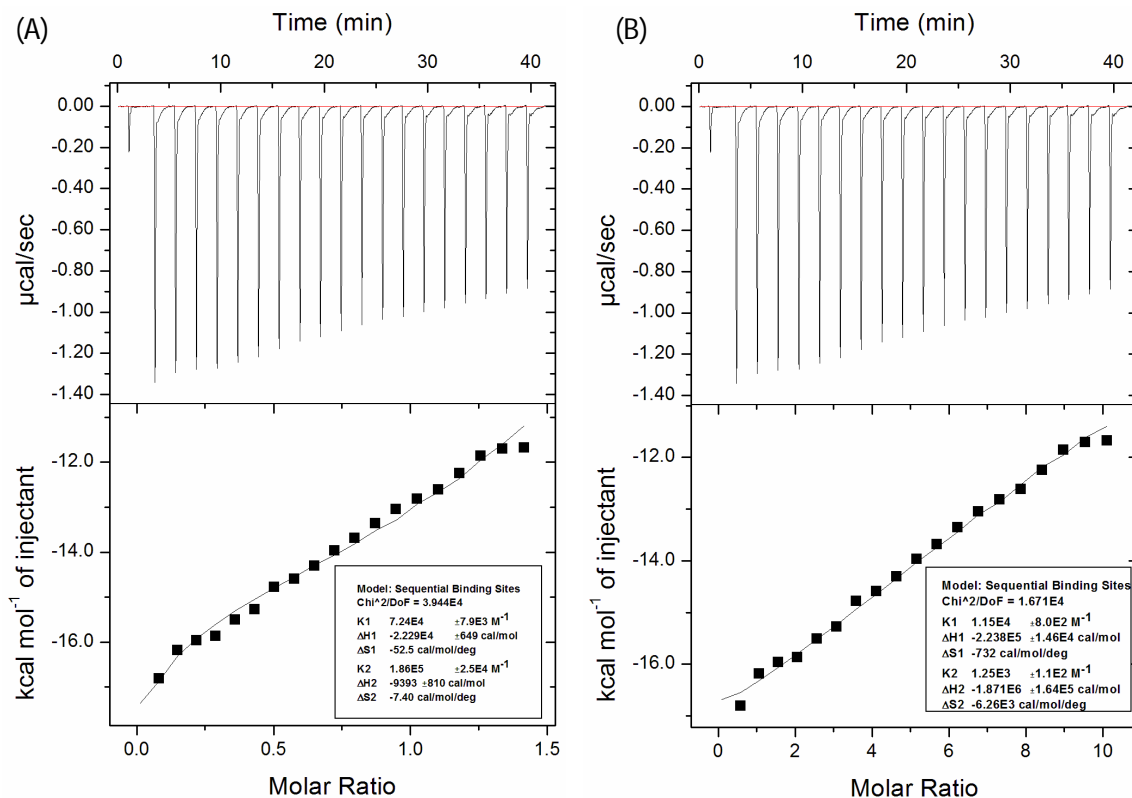 (A)
Time (min)
0 10 20 30 40
0.00
-0.20
-0.40
-0.60
-0.80
-1.00
-1.20
-1.40
µcal/sec
-12.0
-14.0
-16.0
kcal mol⁻¹ of injectant
Model: Sequential Binding Sites
Chi^2/DoF = 3.944E4
K1 7.24E4 ±7.9E3 M⁻¹
ΔH1 -2.229E4 ±649 cal/mol
ΔS1 -52.5 cal/mol/deg
K2 1.86E5 ±2.5E4 M⁻¹
ΔH2 -9393 ±810 cal/mol
ΔS2 -7.40 cal/mol/deg
0.0 0.5 1.0 1.5
Molar Ratio
(B)
Time (min)
0 10 20 30 40
0.00
-0.20
-0.40
-0.60
-0.80
-1.00
-1.20
-1.40
µcal/sec
-12.0
-14.0
-16.0
kcal mol⁻¹ of injectant
Model: Sequential Binding Sites
Chi^2/DoF = 1.671E4
K1 1.15E4 ±8.0E2 M⁻¹
ΔH1 -2.238E5 ±1.46E4 cal/mol
ΔS1 -732 cal/mol/deg
K2 1.25E3 ±1.1E2 M⁻¹
ΔH2 -1.871E6 ±1.64E5 cal/mol
ΔS2 -6.26E3 cal/mol/deg
0 2 4 6 8 10
Molar Ratio